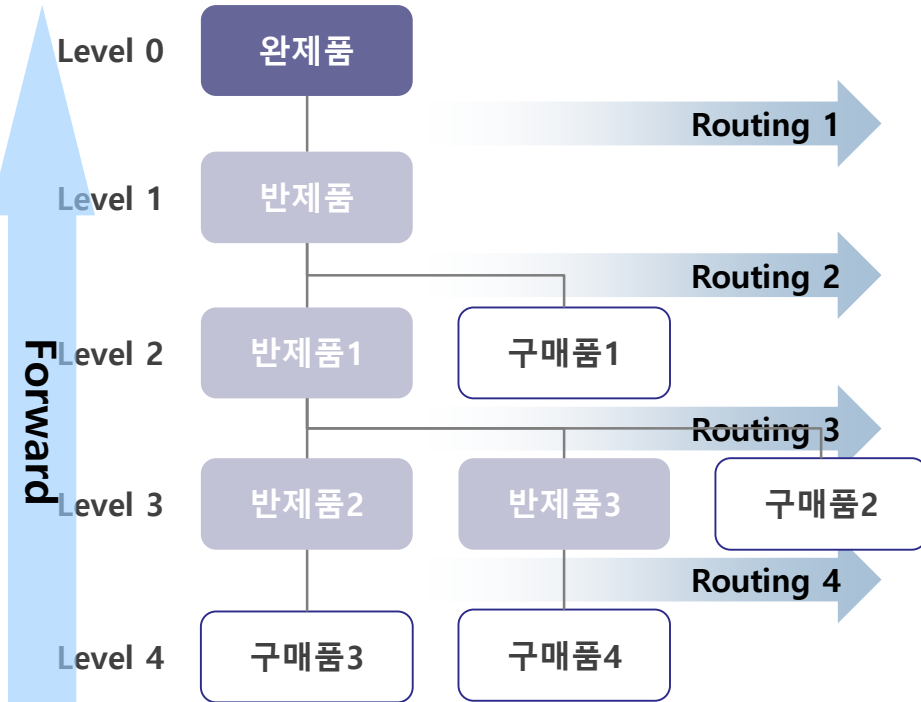 Level 0
완제품
Routing 1
Level 1
반제품
Routing 2
Level 2
반제품1
구매품1
Forward
Routing 3
Level 3
반제품2
반제품3
구매품2
Routing 4
Level 4
구매품3
구매품4